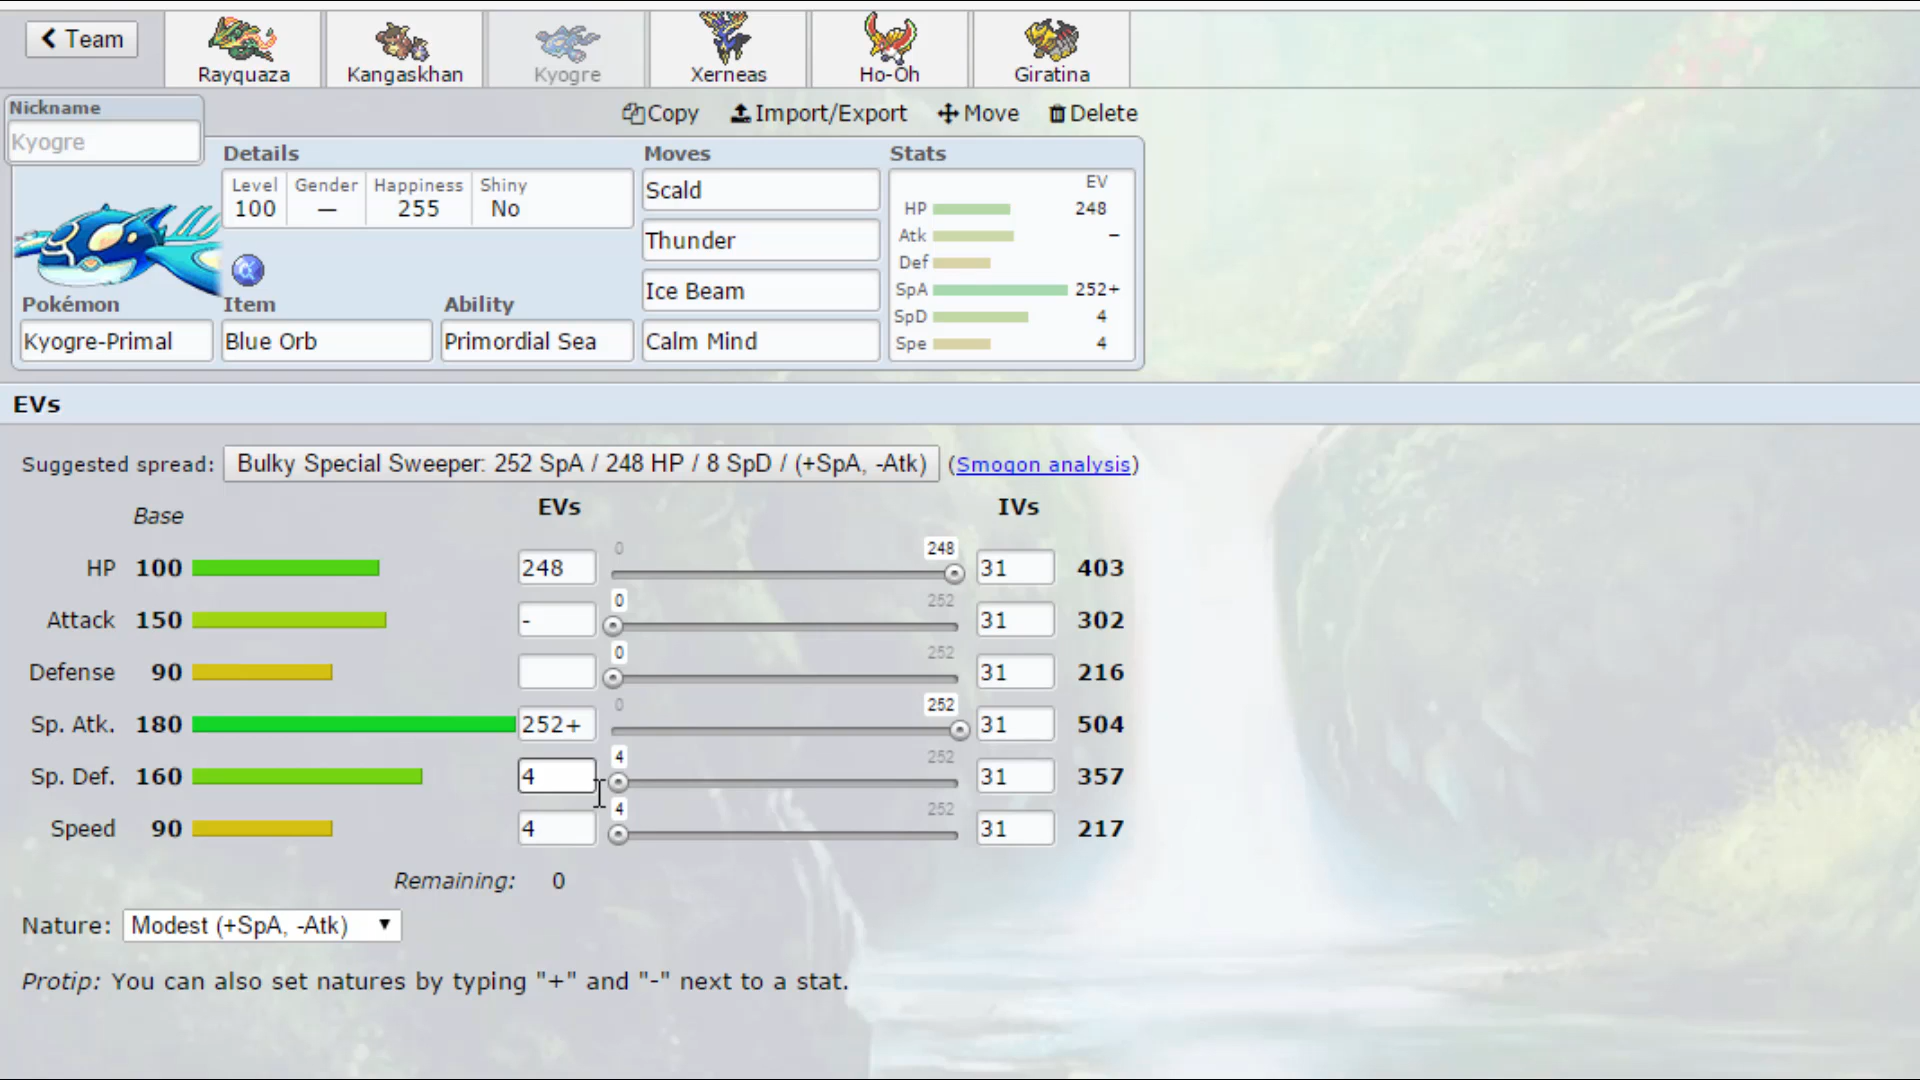 Team
Rayquaza
Kangaskhan
Kyogre
Xerneas
Ho-Oh
Giratina
Nickname
Kyogre
Copy Import/Export Move Delete
Details
Level Gender Happiness Shiny
100 — 255 No
Pokémon Item Ability
Kyogre-Primal Blue Orb Primordial Sea
Moves
Scald
Thunder
Ice Beam
Calm Mind
Stats
EV
HP 248
Atk −
Def
SpA 252+
SpD 4
Spe 4
EVs
Suggested spread: Bulky Special Sweeper: 252 SpA / 248 HP / 8 SpD / (+SpA, -Atk) (Smogon analysis)
Base EVs IVs
HP 100 248 0 248 31 403
Attack 150 - 0 252 31 302
Defense 90 0 252 31 216
Sp. Atk. 180 252+ 0 252 31 504
Sp. Def. 160 4 4 252 31 357
Speed 90 4 4 252 31 217
Remaining: 0
Nature: Modest (+SpA, -Atk)
Protip: You can also set natures by typing "+" and "-" next to a stat.